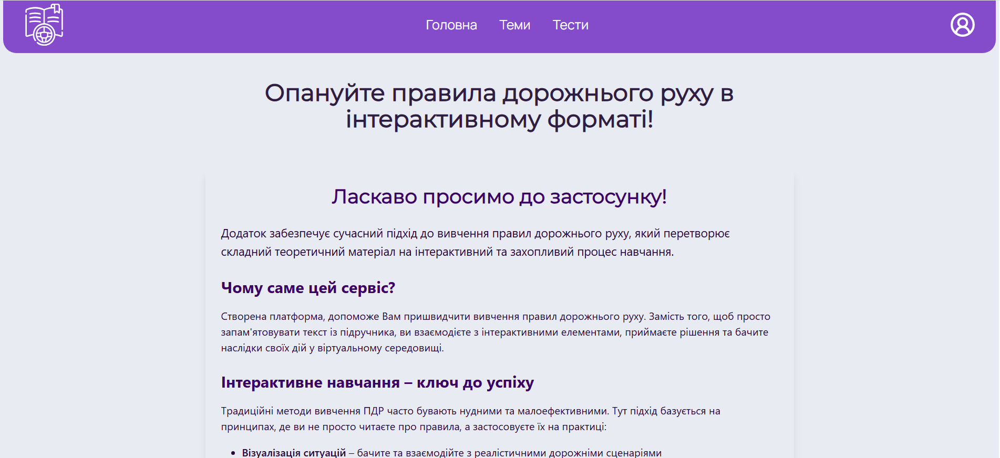 Головна Теми Тести
Опануйте правила дорожнього руху в
інтерактивному форматі!
Ласкаво просимо до застосунку!
Додаток забезпечує сучасний підхід до вивчення правил дорожнього руху, який перетворює
складний теоретичний матеріал на інтерактивний та захопливий процес навчання.
Чому саме цей сервіс?
Створена платформа, допоможе Вам пришвидчити вивчення правил дорожнього руху. Замість того, щоб просто
запам'ятовувати текст із підручника, ви взаємодієте з інтерактивними елементами, приймаєте рішення та бачите
наслідки своїх дій у віртуальному середовищі.
Інтерактивне навчання – ключ до успіху
Традиційні методи вивчення ПДР часто бувають нудними та малоефективними. Тут підхід базується на
принципах, де ви не просто читаєте про правила, а застосовуєте їх на практиці:
• Візуалізація ситуацій – бачите та взаємодійте з реалістичними дорожніми сценаріями